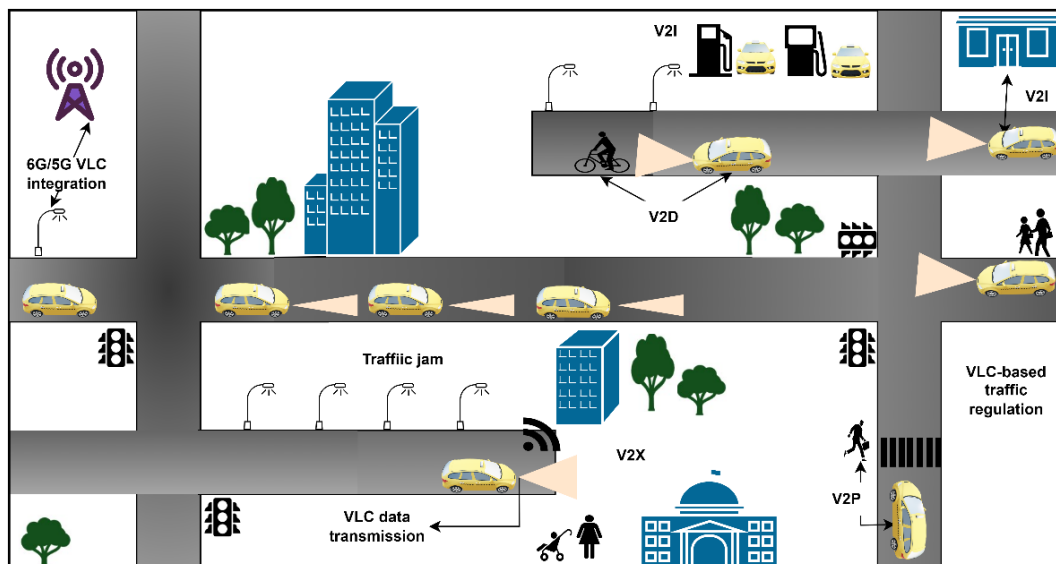 V2I
V2I
6G/5G VLC
integration
V2D
Traffiic jam
VLC-based
traffic
regulation
V2X
V2P
VLC data
transmission